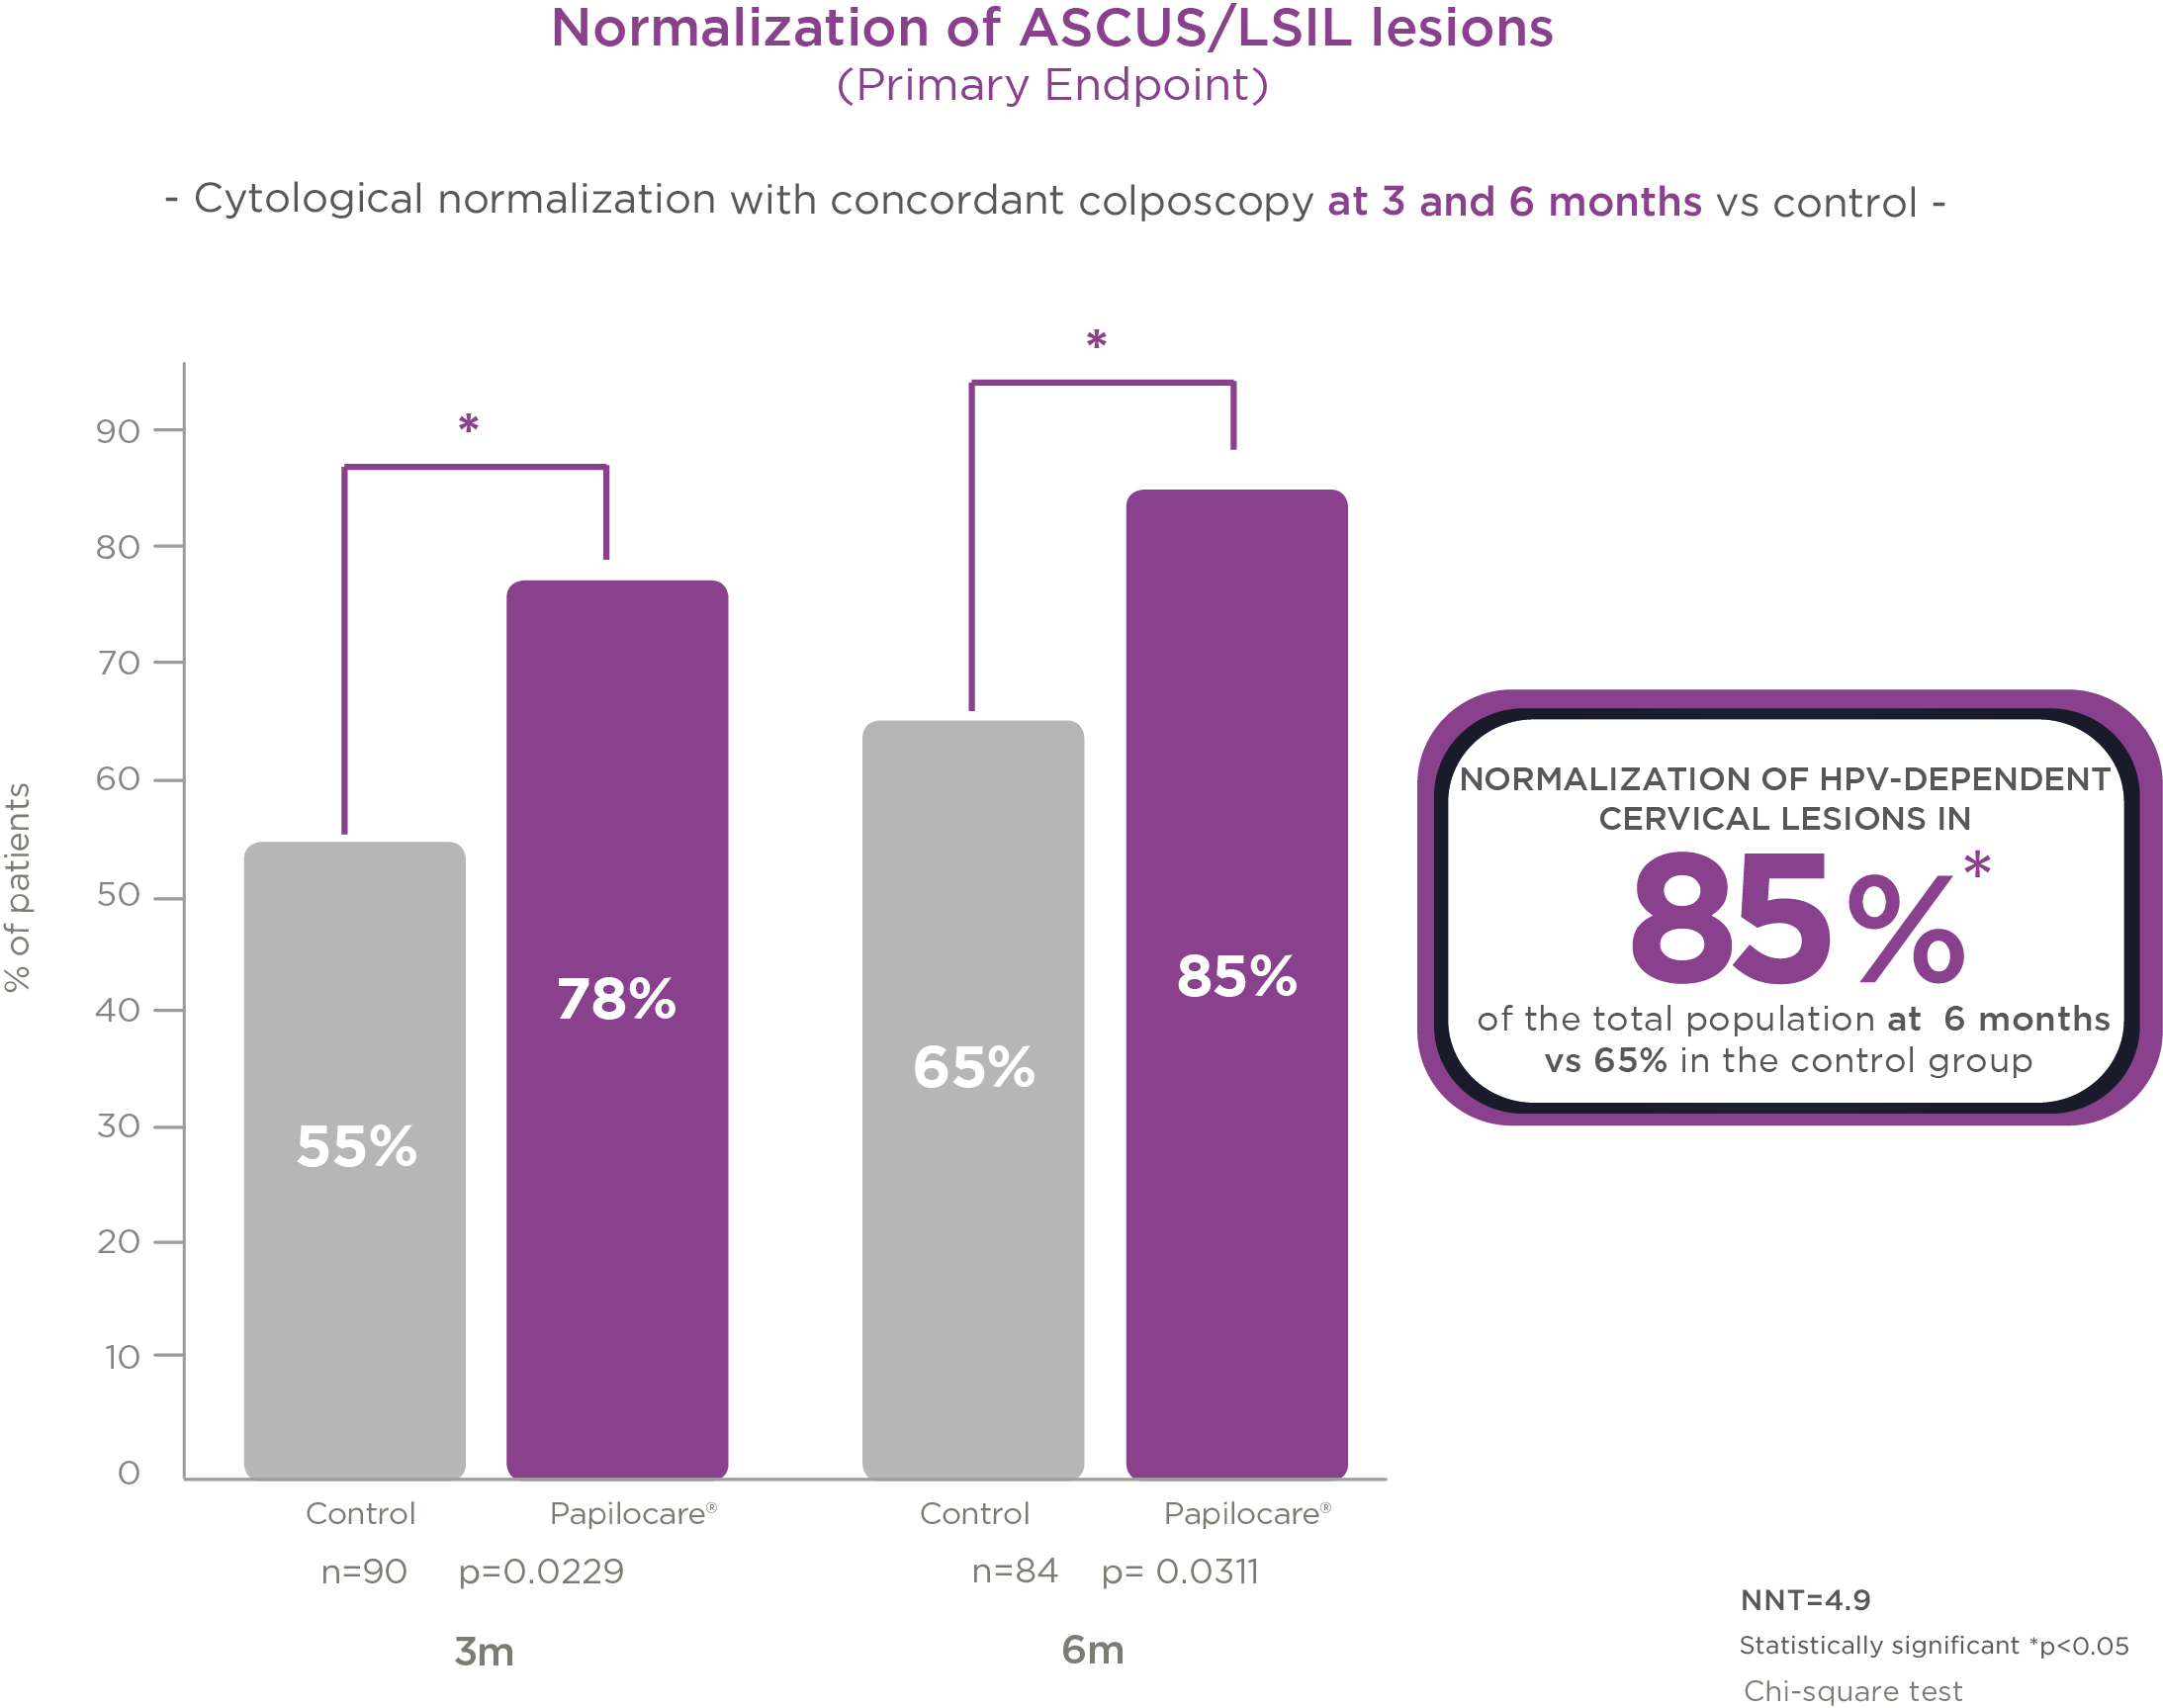 Normalization of ASCUS/LSIL lesions
(Primary Endpoint)
- Cytological normalization with concordant colposcopy at 3 and 6 months vs control -
*
*
90
80
70
60
50
40
30
20
10
0
% of patients
55%
78%
65%
85%
Control
Papilocare®
Control
Papilocare®
n=90 p=0.0229
n=84 p= 0.0311
3m
6m
NORMALIZATION OF HPV-DEPENDENT
CERVICAL LESIONS IN
85%*
of the total population at 6 months
vs 65% in the control group
NNT=4.9
Statistically significant *p<0.05
Chi-square test